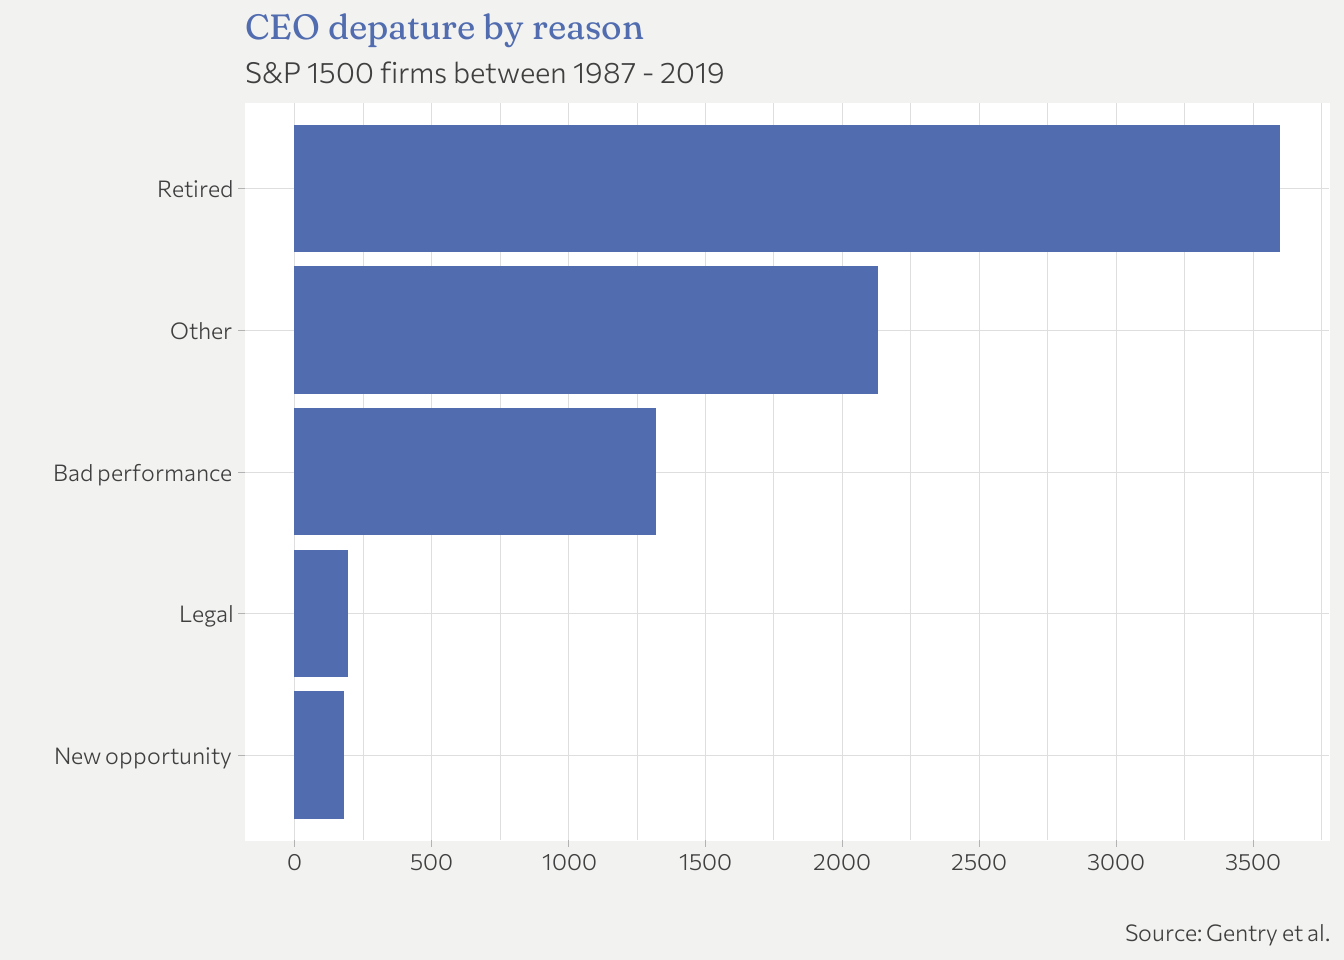 CEO depature by reason
S&P 1500 firms between 1987 - 2019
Retired
Other
Bad performance
Legal
New opportunity
0 500 1000 1500 2000 2500 3000 3500
Source: Gentry et al.